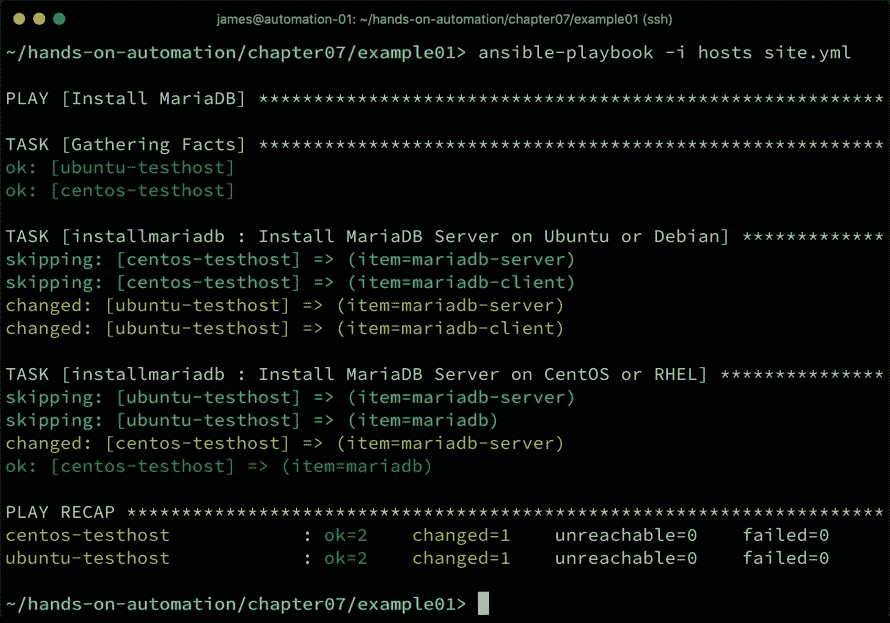 james@automation-01: ~/hands-on-automation/chapter07/example01 (ssh)
~/hands-on-automation/chapter07/example01> ansible-playbook -i hosts site.yml
PLAY [Install MariaDB] *********************************************************
TASK [Gathering Facts] *********************************************************
ok: [ubuntu-testhost]
ok: [centos-testhost]
TASK [installmariadb : Install MariaDB Server on Ubuntu or Debian] *************
skipping: [centos-testhost] => (item=mariadb-server)
skipping: [centos-testhost] => (item=mariadb-client)
changed: [ubuntu-testhost] => (item=mariadb-server)
changed: [ubuntu-testhost] => (item=mariadb-client)
TASK [installmariadb : Install MariaDB Server on CentOS or RHEL] ***************
skipping: [ubuntu-testhost] => (item=mariadb-server)
skipping: [ubuntu-testhost] => (item=mariadb)
changed: [centos-testhost] => (item=mariadb-server)
ok: [centos-testhost] => (item=mariadb)
PLAY RECAP *********************************************************************
centos-testhost            : ok=2    changed=1    unreachable=0    failed=0
ubuntu-testhost            : ok=2    changed=1    unreachable=0    failed=0
~/hands-on-automation/chapter07/example01>